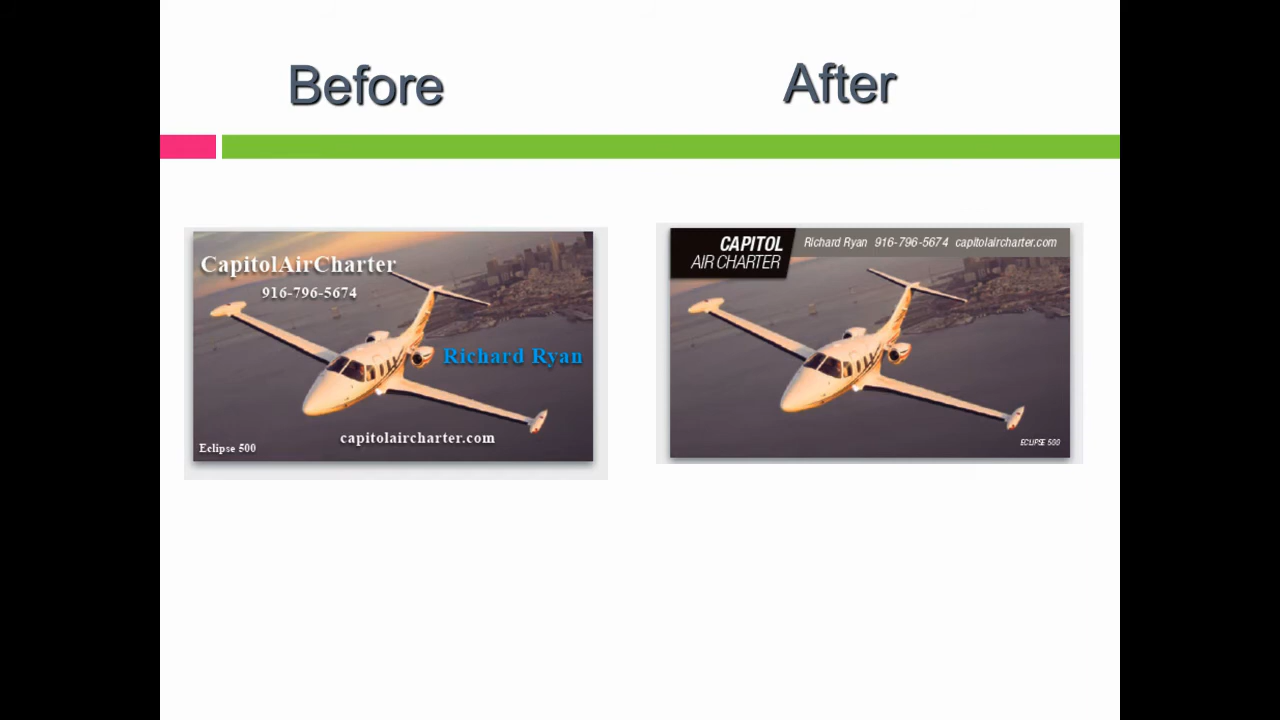 Before
After
CapitolAirCharter
916-796-5674
Richard Ryan
capitolaircharter.com
Eclipse 500
CAPITOL
AIR CHARTER
Richard Ryan 916-796-5674 capitolaircharter.com
ECLIPSE 500